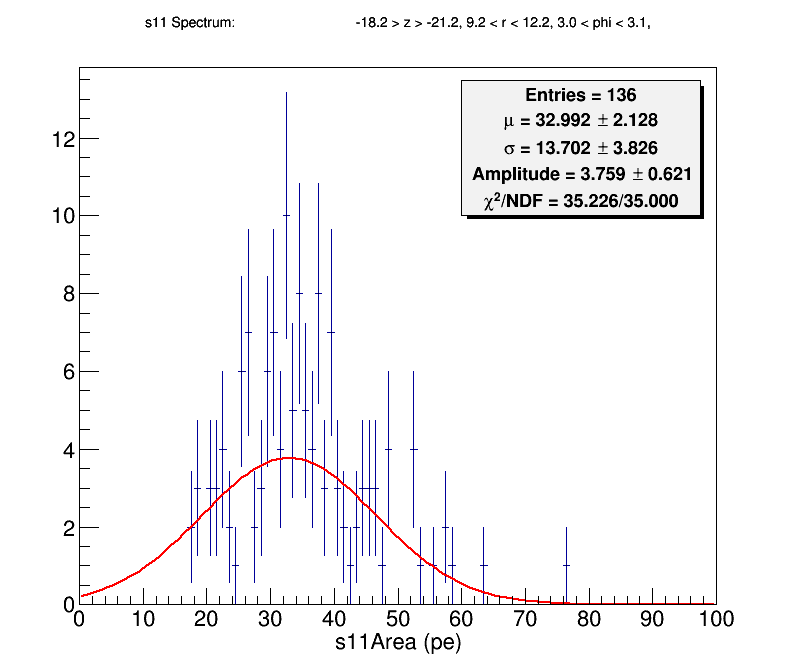 s11 Spectrum: -18.2 > z > -21.2, 9.2 < r < 12.2, 3.0 < phi < 3.1,
Entries = 136
μ = 32.992 ± 2.128
σ = 13.702 ± 3.826
Amplitude = 3.759 ± 0.621
χ²/NDF = 35.226/35.000
12
10
8
6
4
2
0
0 10 20 30 40 50 60 70 80 90 100
s11Area (pe)